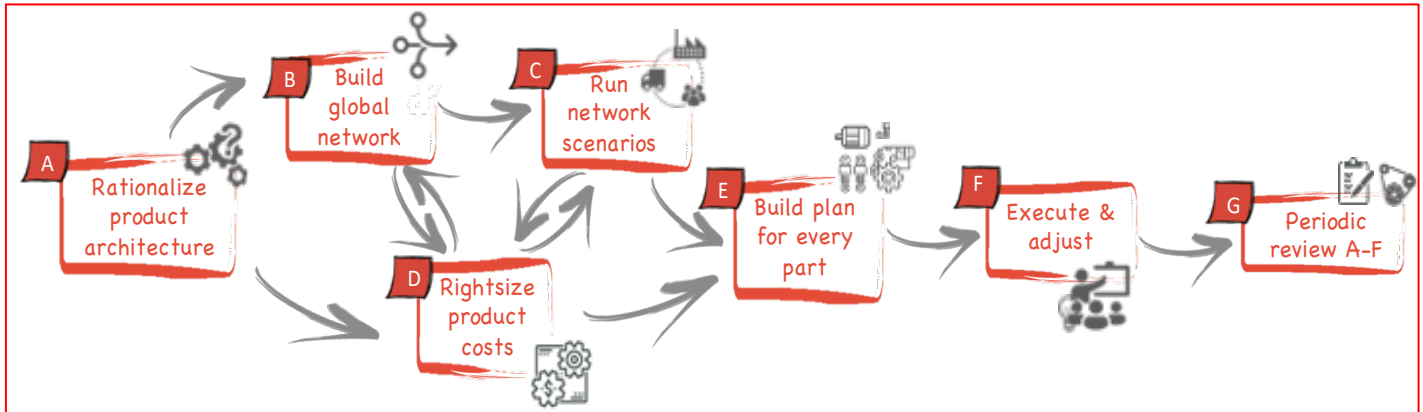 A
Rationalize
product
architecture
B
Build
global
network
C
Run
network
scenarios
D
Rightsize
product
costs
E
Build plan
for every
part
F
Execute &
adjust
G
Periodic
review A-F